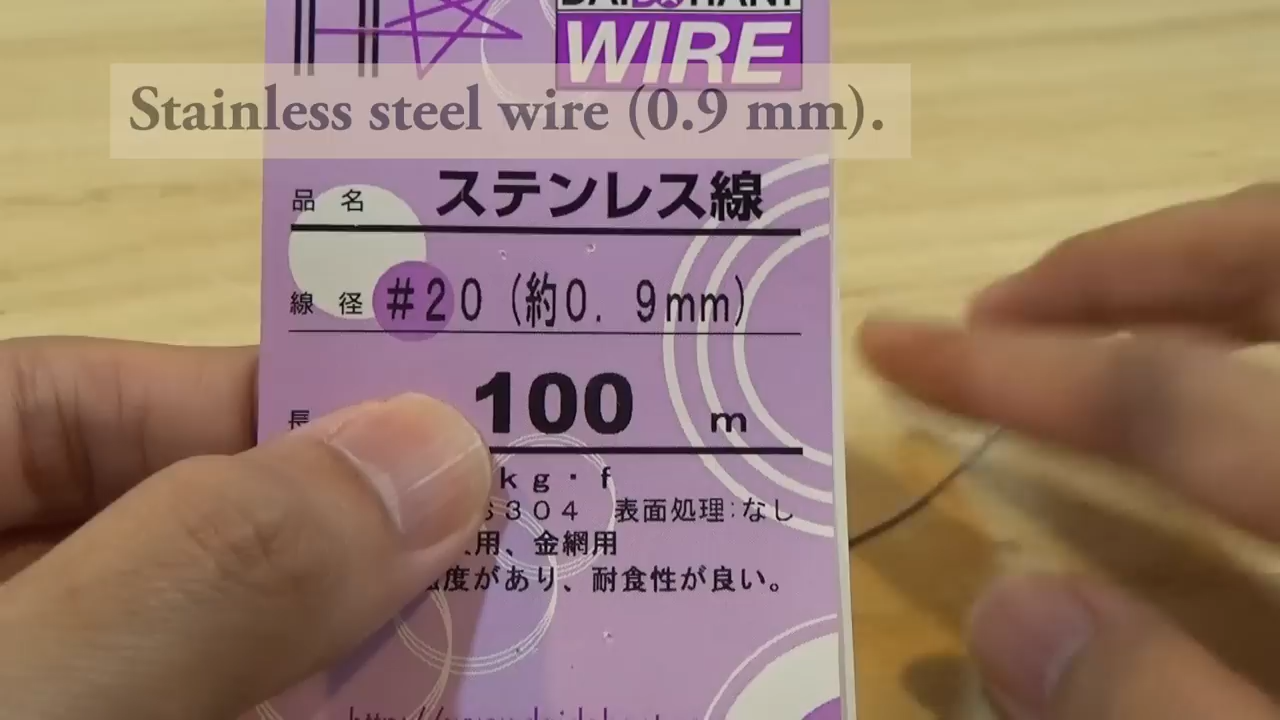 WIRE
Stainless steel wire (0.9 mm).
品名 ステンレス線
線径 #20 (約0.9mm)
長 100 m
kg・f
304 表面処理:なし
用、金網用
度があり、耐食性が良い。